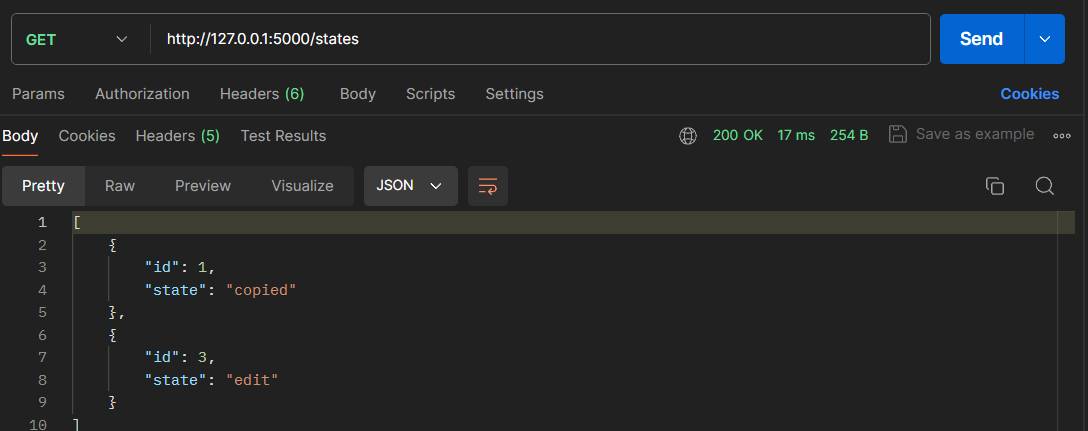 GET http://127.0.0.1:5000/states Send
Params Authorization Headers (6) Body Scripts Settings Cookies
Body Cookies Headers (5) Test Results 200 OK 17 ms 254 B Save as example
Pretty Raw Preview Visualize JSON
1 [
2 {
3 "id": 1,
4 "state": "copied"
5 },
6 {
7 "id": 3,
8 "state": "edit"
9 }
10 ]